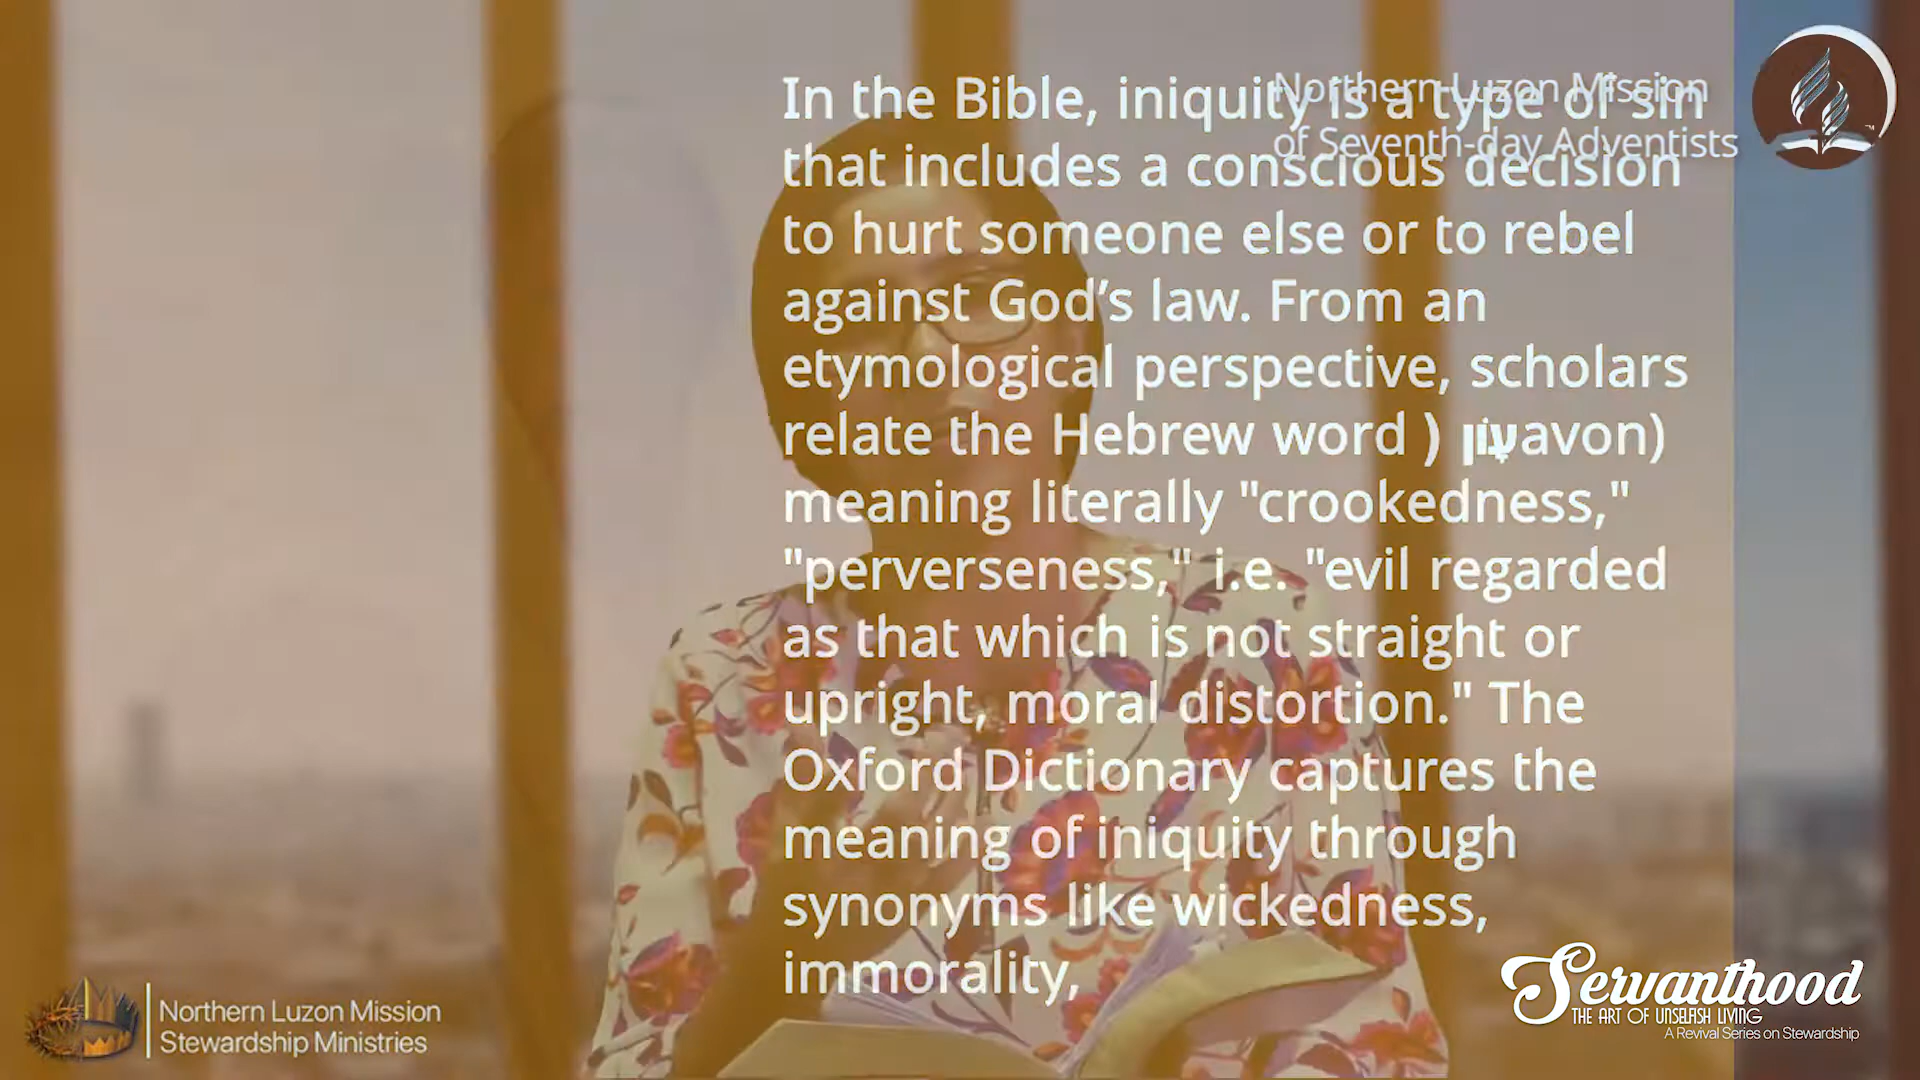 In the Bible, iniquity is a type of sin
that includes a conscious decision
to hurt someone else or to rebel
against God's law. From an
etymological perspective, scholars
relate the Hebrew word ) עָוֹןavon)
meaning literally "crookedness,"
"perverseness," i.e. "evil regarded
as that which is not straight or
upright, moral distortion." The
Oxford Dictionary captures the
meaning of iniquity through
synonyms like wickedness,
immorality,
Northern Luzon Mission
of Seventh-day Adventists
Northern Luzon Mission
Stewardship Ministries
Servanthood
THE ART OF UNSELFISH LIVING
A Revival Series on Stewardship